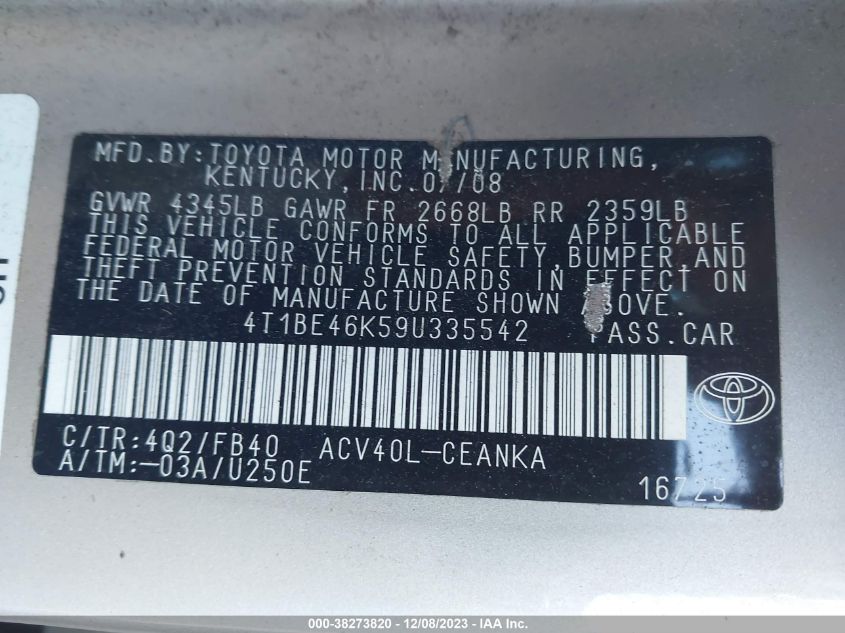 MFD.BY:TOYOTA MOTOR MANUFACTURING,
KENTUCKY, INC.
GVWR 4345LB GAWR FR 2668LB RR 2359LB
THIS VEHICLE CONFORMS TO ALL APPLICABLE
FEDERAL MOTOR VEHICLE SAFETY, BUMPER, AND
THEFT PREVENTION STANDARDS IN EFFECT ON
THE DATE OF MANUFACTURE SHOWN ABOVE.
4T1BE46K59U335542 PASS.CAR
C/TR:4Q2/FB40 ACV40L-CEANKA
A/TM:-03A/U250E
16725
000-38273820 - 12/08/2023 - IAA Inc.